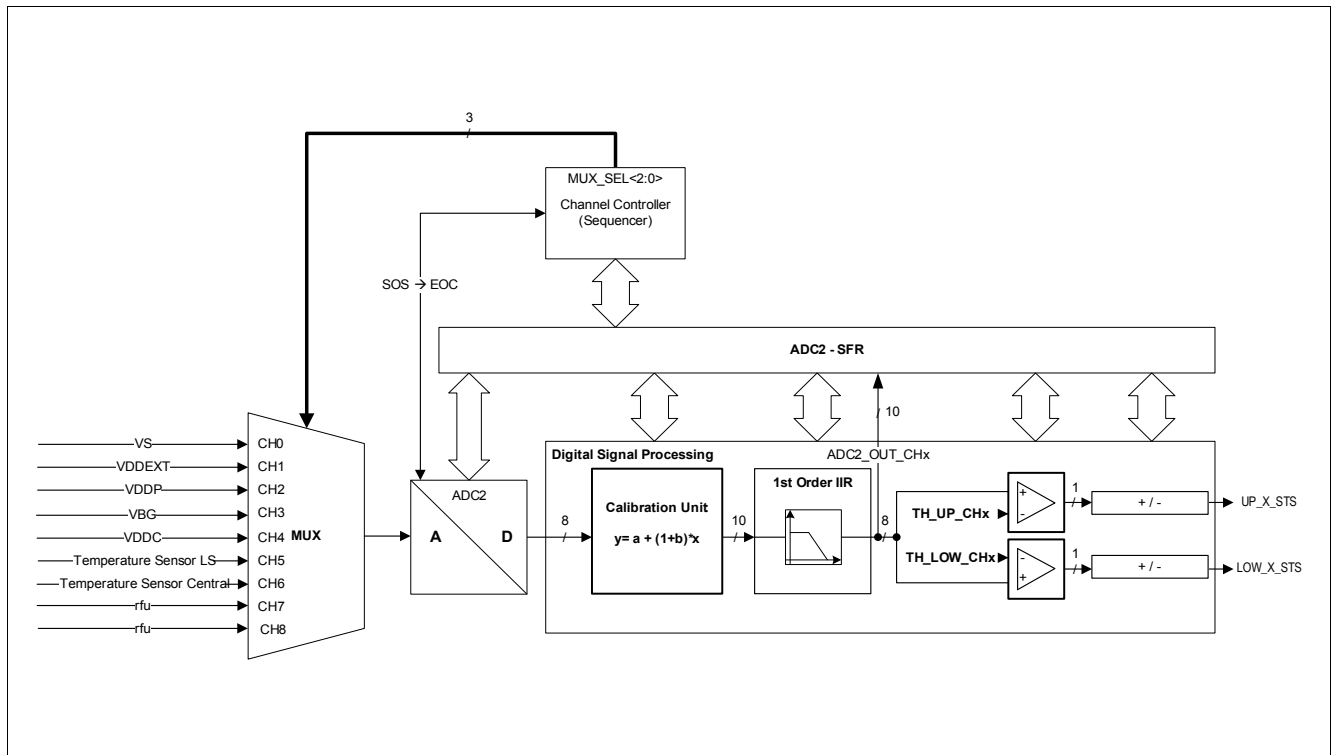 3
MUX_SEL<2:0>
Channel Controller
(Sequencer)
SOS → EOC
ADC2 - SFR
10
VS
CH0
VDDEXT
CH1
VDDP
CH2
VBG
CH3
VDDC
CH4
MUX
Temperature Sensor LS
CH5
Temperature Sensor Central
CH6
rfu
CH7
rfu
CH8
ADC2
A
D
8
Digital Signal Processing
ADC2_OUT_CHx
Calibration Unit
y= a + (1+b)*x
10
1st Order IIR
8
TH_UP_CHx
+
-
1
+ / -
UP_X_STS
TH_LOW_CHx
-
+
1
+ / -
LOW_X_STS